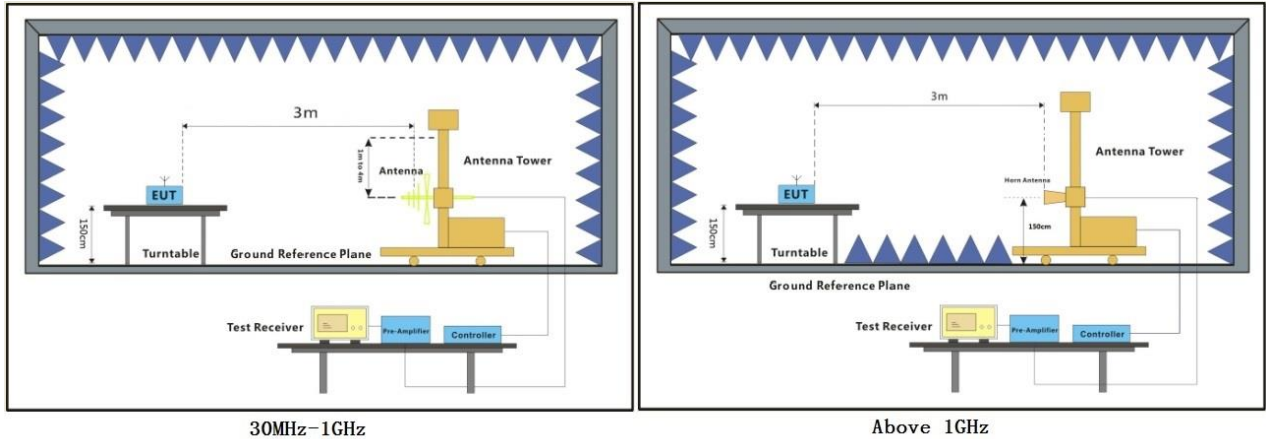 3m
1m to 4m
Antenna
Antenna Tower
EUT
150cm
Turntable
Ground Reference Plane
Test Receiver
Pre-Amplifier
Controller
30MHz-1GHz
3m
Antenna Tower
Horn Antenna
EUT
150cm
150cm
Turntable
Ground Reference Plane
Test Receiver
Pre-Amplifier
Controller
Above 1GHz